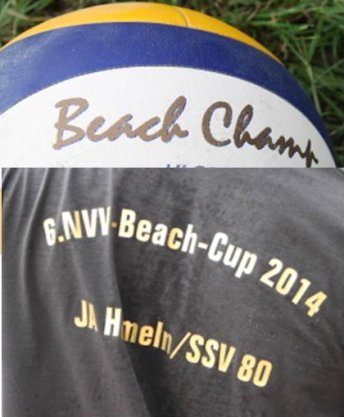 Beach Champ
6.NVV-Beach-Cup 2014
JA Hmeln/SSV 80